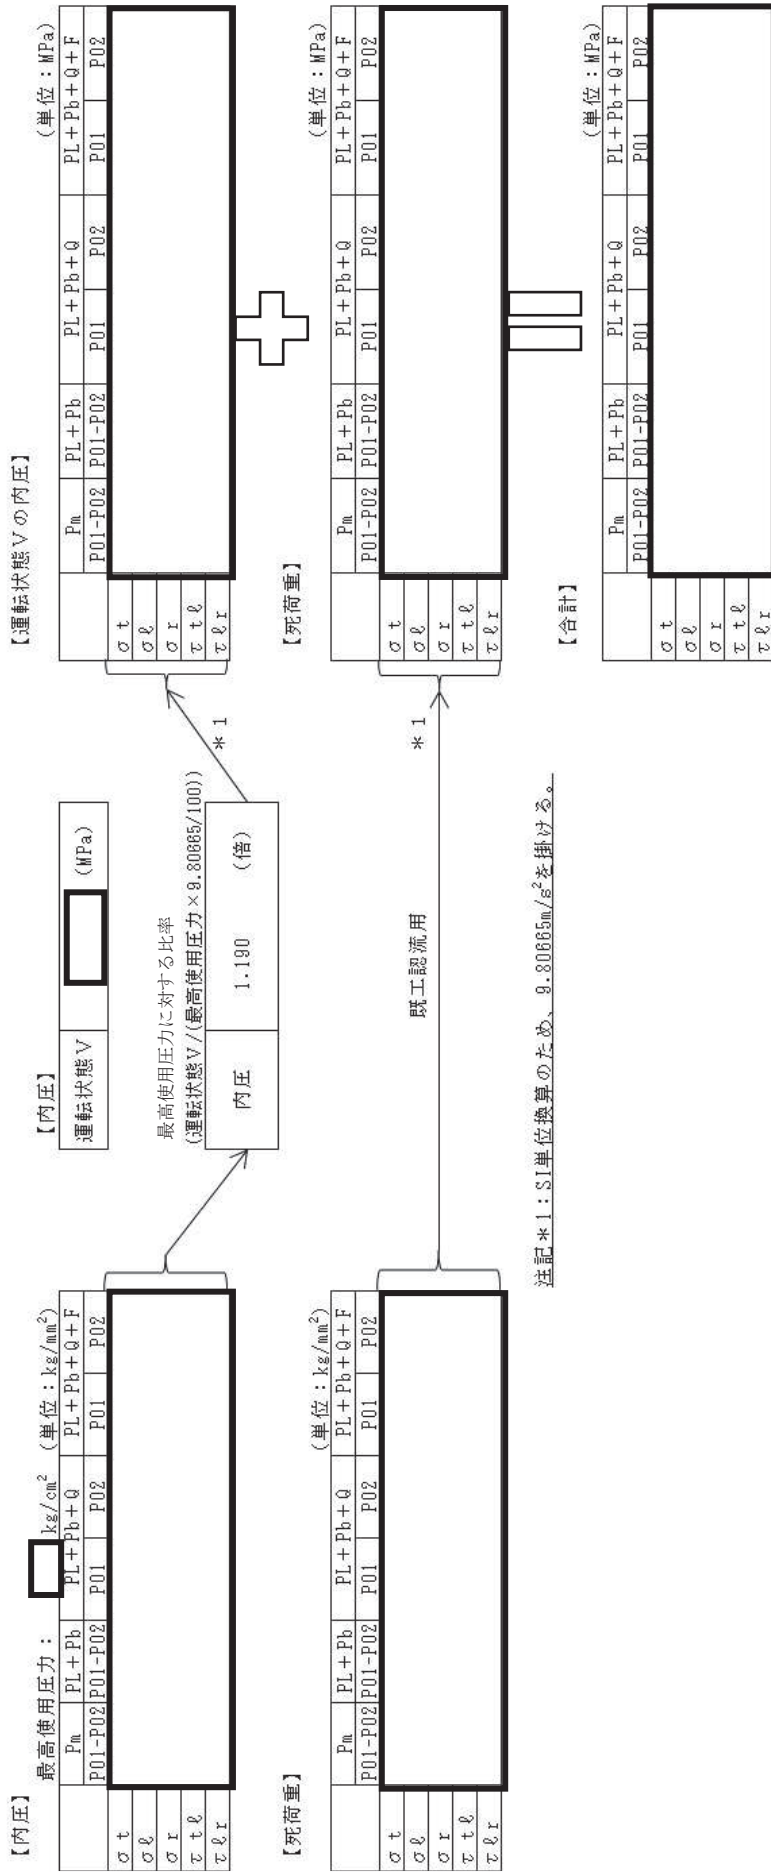 【内圧】
最高使用圧力： kg/cm² (単位：kg/mm²)
Pm PL+Pb PL+Pb+Q PL+Pb+Q+F
P01-P02 P01-P02 P01 P02 P01 P02
σt
σℓ
σr
τtℓ
τℓr
【死荷重】
(単位：kg/mm²)
Pm PL+Pb PL+Pb+Q PL+Pb+Q+F
P01-P02 P01-P02 P01 P02 P01 P02
σt
σℓ
σr
τtℓ
τℓr
【内圧】
運転状態Ⅴ (MPa)
最高使用圧力に対する比率
(運転状態Ⅴ/(最高使用圧力×9.80665/100))
内圧 1.190 (倍)
＊1
既工認流用
＊1
注記＊1：SI単位換算のため、 9.80665m/s²を掛ける。
【運転状態Ⅴの内圧】
(単位：MPa)
Pm PL+Pb PL+Pb+Q PL+Pb+Q+F
P01-P02 P01-P02 P01 P02 P01 P02
σt
σℓ
σr
τtℓ
τℓr
【死荷重】
(単位：MPa)
Pm PL+Pb PL+Pb+Q PL+Pb+Q+F
P01-P02 P01-P02 P01 P02 P01 P02
σt
σℓ
σr
τtℓ
τℓr
【合計】
(単位：MPa)
Pm PL+Pb PL+Pb+Q PL+Pb+Q+F
P01-P02 P01-P02 P01 P02 P01 P02
σt
σℓ
σr
τtℓ
τℓr